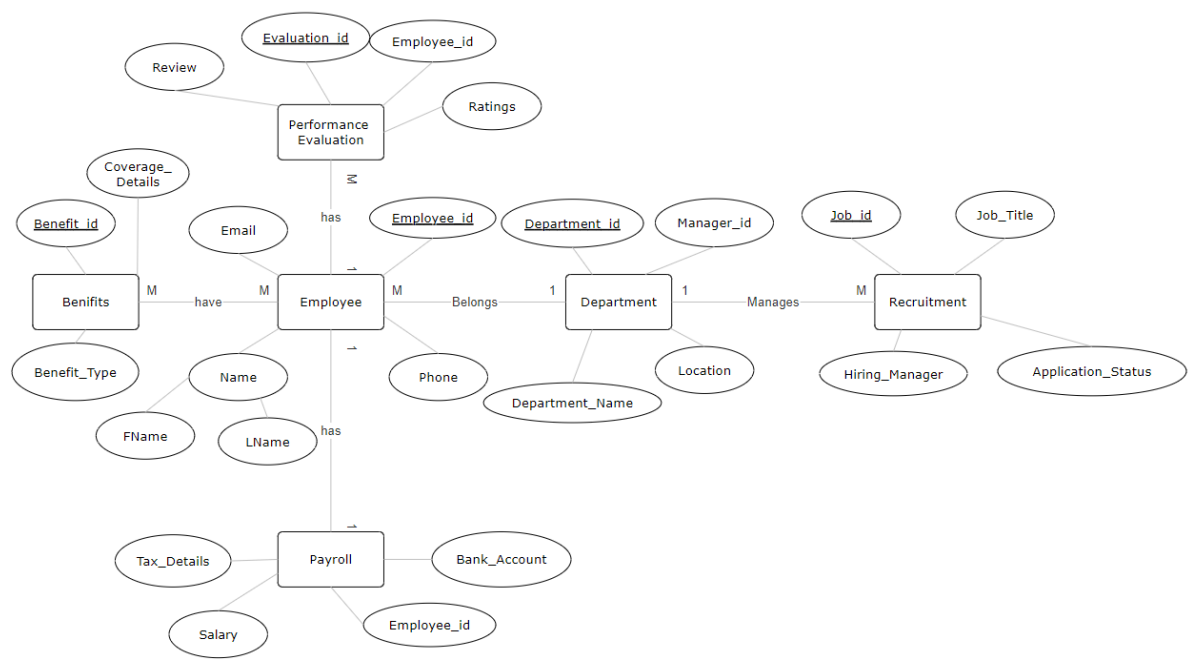 Evaluation_id
Employee_id
Review
Ratings
Performance
Evaluation
Coverage_
Details
M
has
Benefit_id
Email
Employee_id
Department_id
Manager_id
Job_id
Job_Title
1
Benifits
M
have
M
Employee
M
Belongs
1
Department
1
Manages
M
Recruitment
1
Benefit_Type
Name
Phone
Location
Hiring_Manager
Application_Status
Department_Name
FName
LName
has
1
Tax_Details
Payroll
Bank_Account
Salary
Employee_id